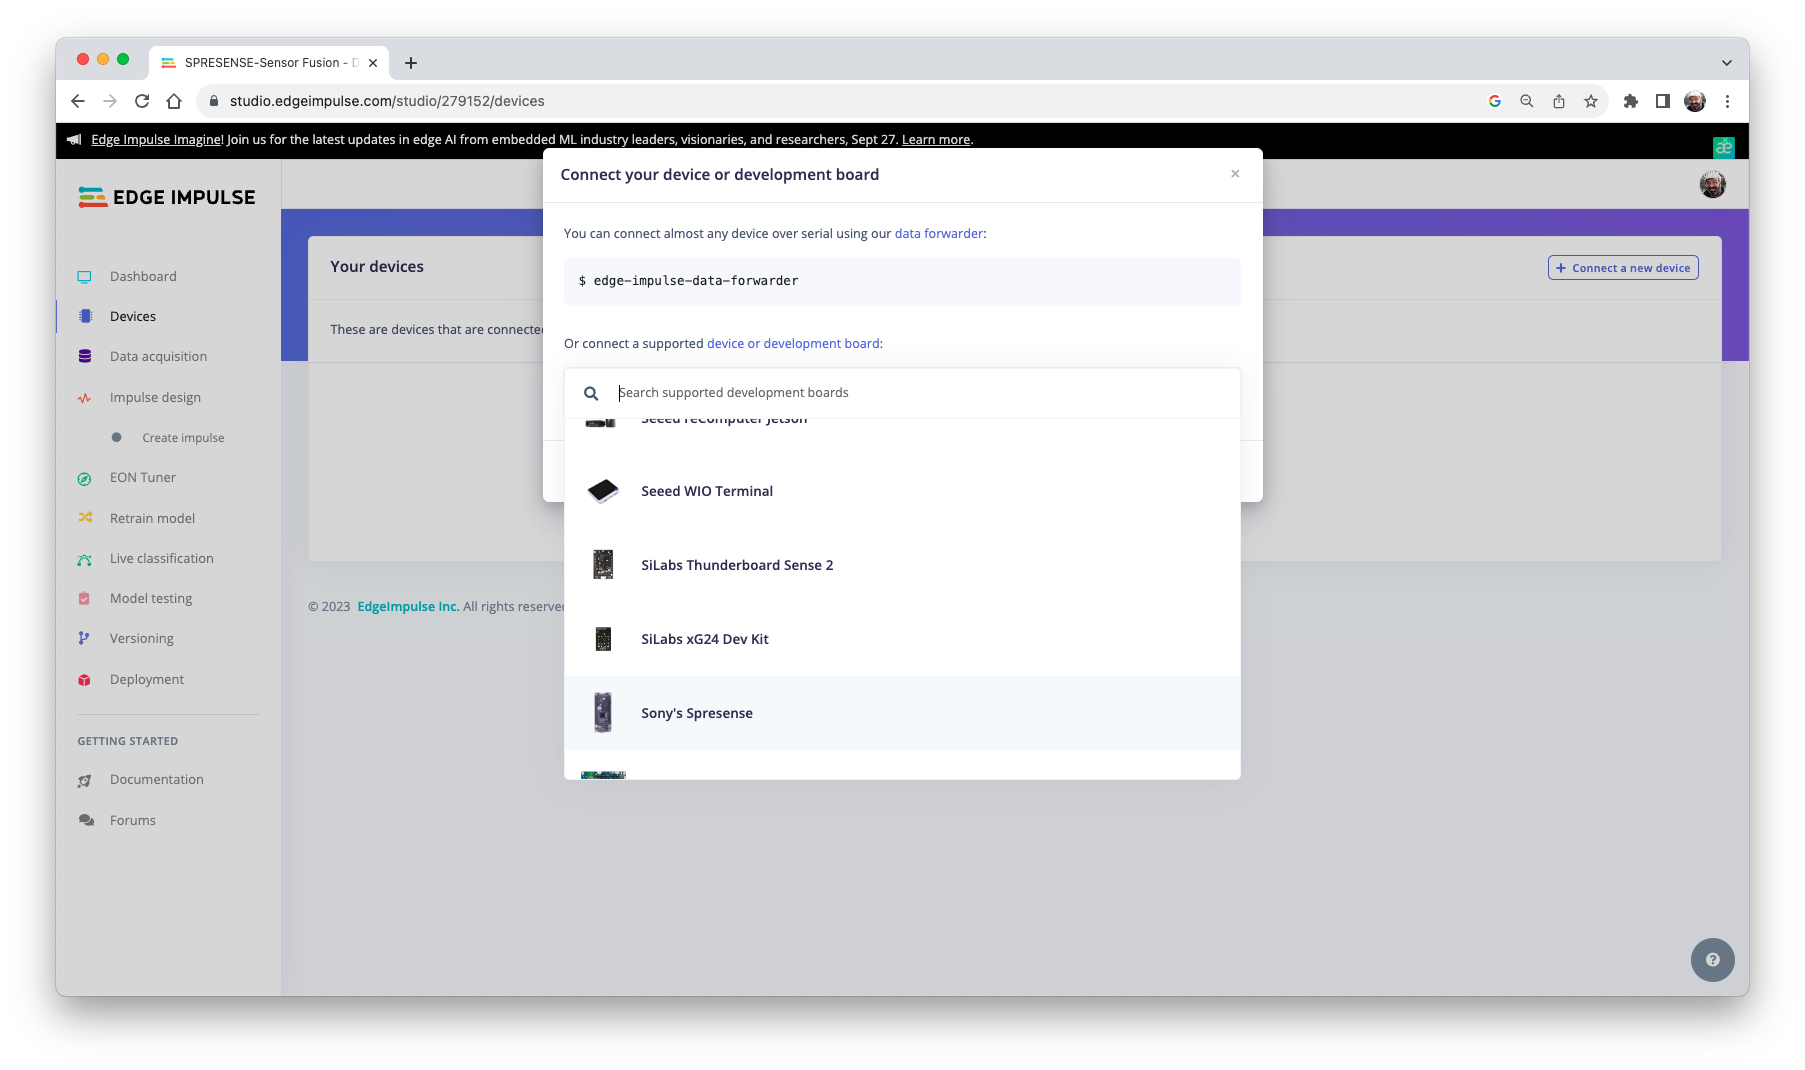 SPRESENSE-Sensor Fusion - D
studio.edgeimpulse.com/studio/279152/devices
Edge Impulse Imagine! Join us for the latest updates in edge AI from embedded ML industry leaders, visionaries, and researchers, Sept 27. Learn more.
æ
EDGE IMPULSE
Dashboard
Devices
Data acquisition
Impulse design
Create impulse
EON Tuner
Retrain model
Live classification
Model testing
Versioning
Deployment
GETTING STARTED
Documentation
Forums
Your devices
+ Connect a new device
These are devices that are connected
© 2023 EdgeImpulse Inc. All rights reserved
Connect your device or development board
×
You can connect almost any device over serial using our data forwarder:
$ edge-impulse-data-forwarder
Or connect a supported device or development board:
Search supported development boards
Seeed reComputer Jetson
Seeed WIO Terminal
SiLabs Thunderboard Sense 2
SiLabs xG24 Dev Kit
Sony's Spresense
?